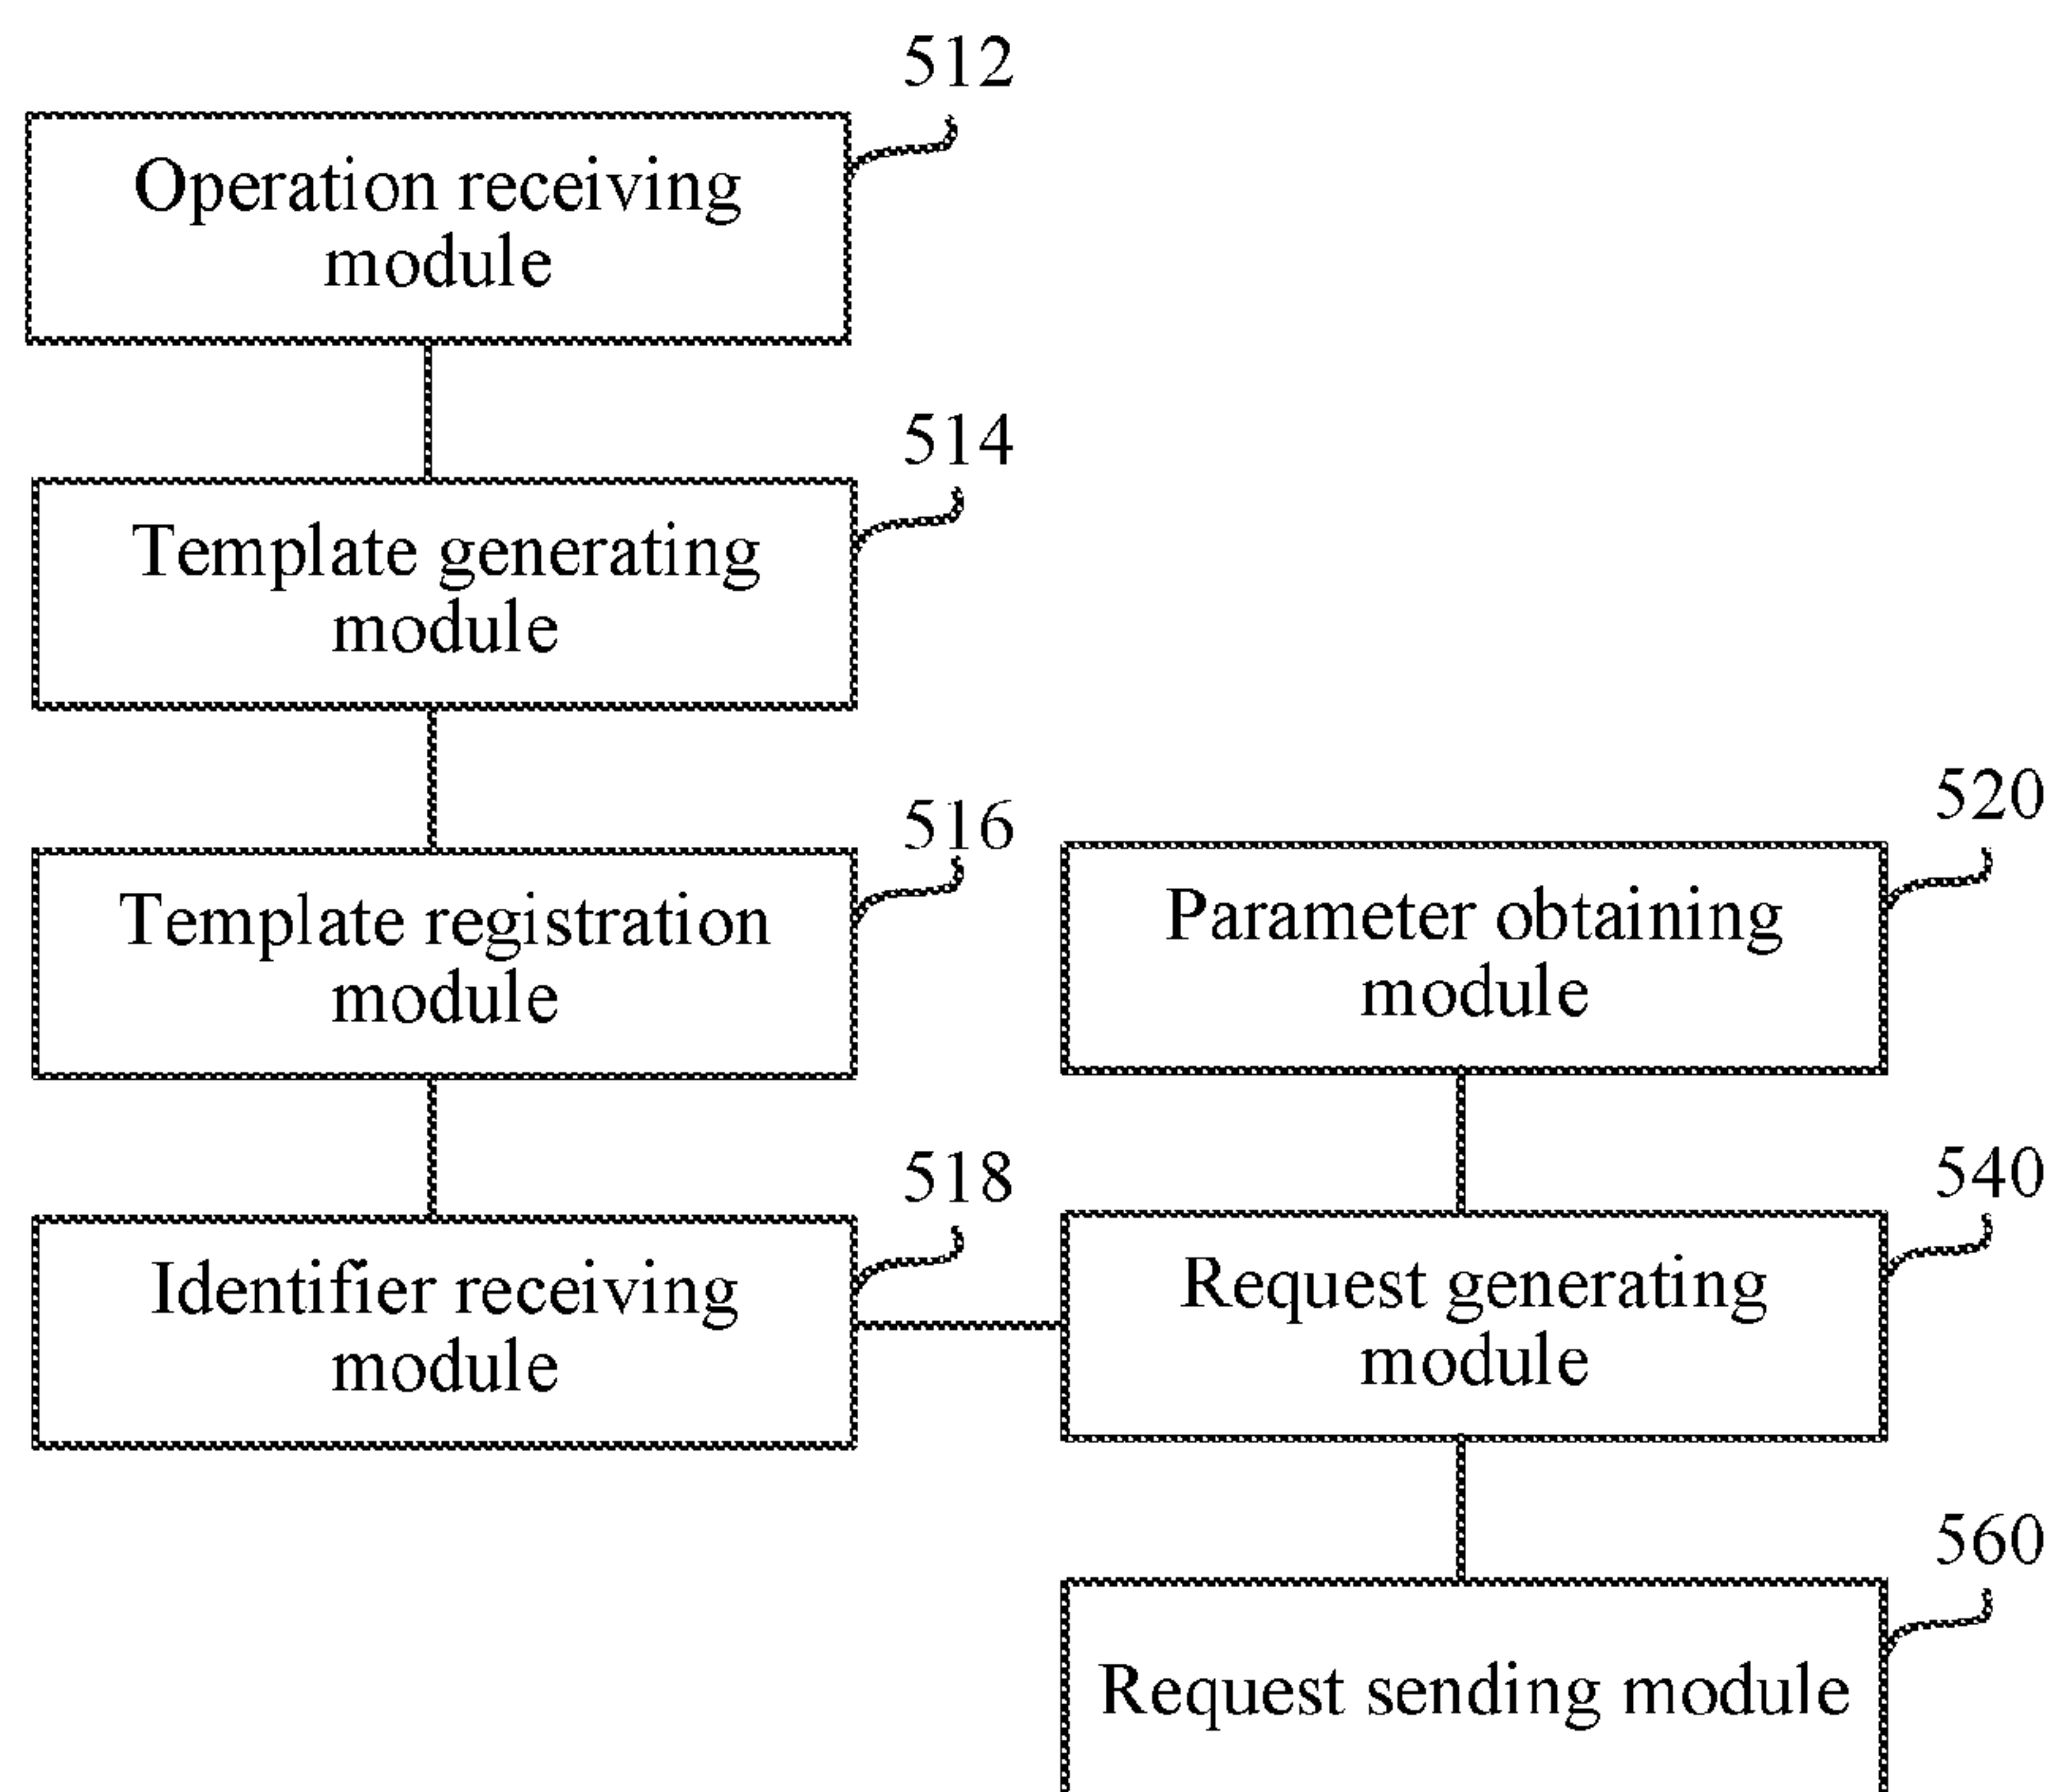 512
Operation receiving
module
514
Template generating
module
516
Template registration
module
518
Identifier receiving
module
520
Parameter obtaining
module
540
Request generating
module
560
Request sending module